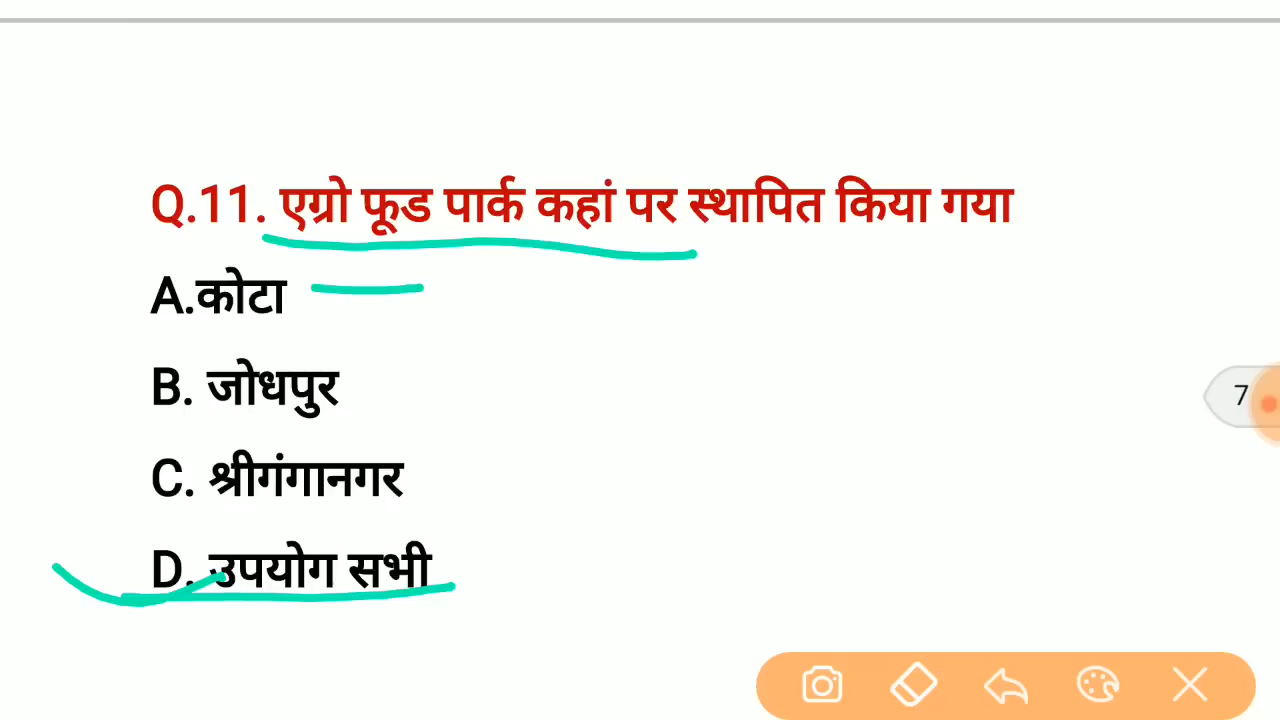 Q.11. एग्रो फूड पार्क कहां पर स्थापित किया गया
A.कोटा
B. जोधपुर
C. श्रीगंगानगर
D. उपयोग सभी
7